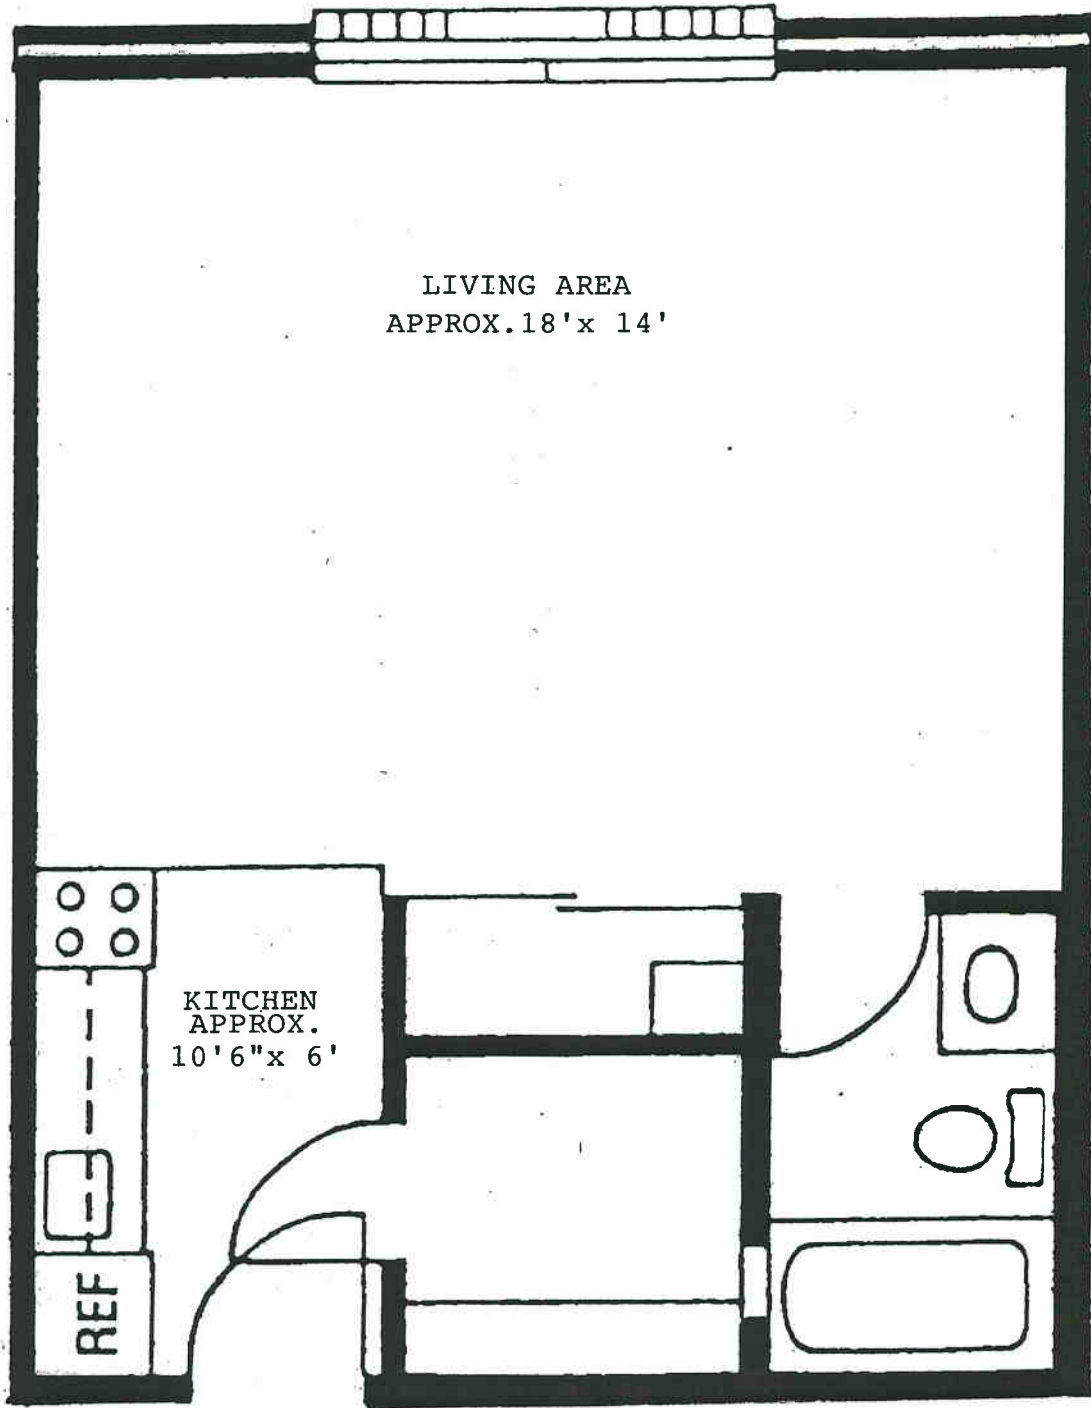 LIVING AREA
APPROX.18'x 14'
KITCHEN
APPROX.
10'6"x 6'
REF